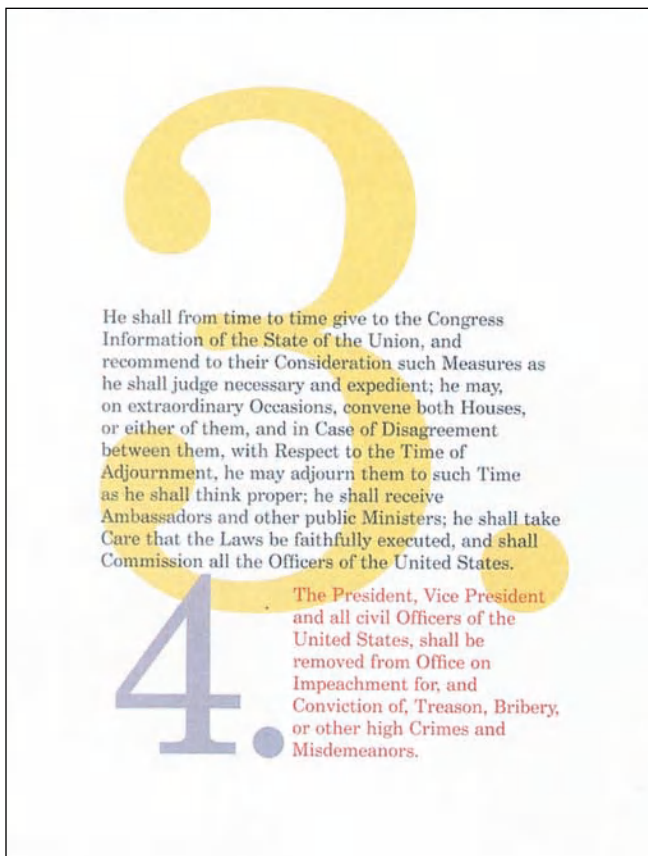 3.
He shall from time to time give to the Congress
Information of the State of the Union, and
recommend to their Consideration such Measures as
he shall judge necessary and expedient; he may,
on extraordinary Occasions, convene both Houses,
or either of them, and in Case of Disagreement
between them, with Respect to the Time of
Adjournment, he may adjourn them to such Time
as he shall think proper; he shall receive
Ambassadors and other public Ministers; he shall take
Care that the Laws be faithfully executed, and shall
Commission all the Officers of the United States.
4.
The President, Vice President
and all civil Officers of the
United States, shall be
removed from Office on
Impeachment for, and
Conviction of, Treason, Bribery,
or other high Crimes and
Misdemeanors.